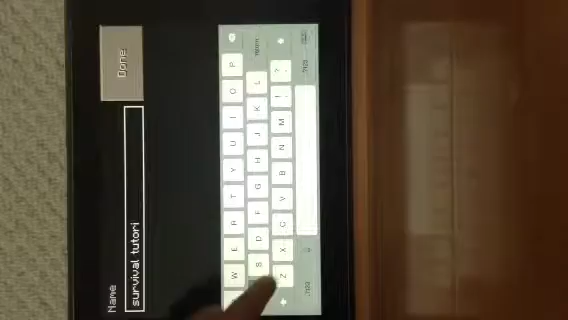 Done
Name
survival tutori
W E R T Y U I O P
S D F G H J K L
Z X C V B N M ! ?